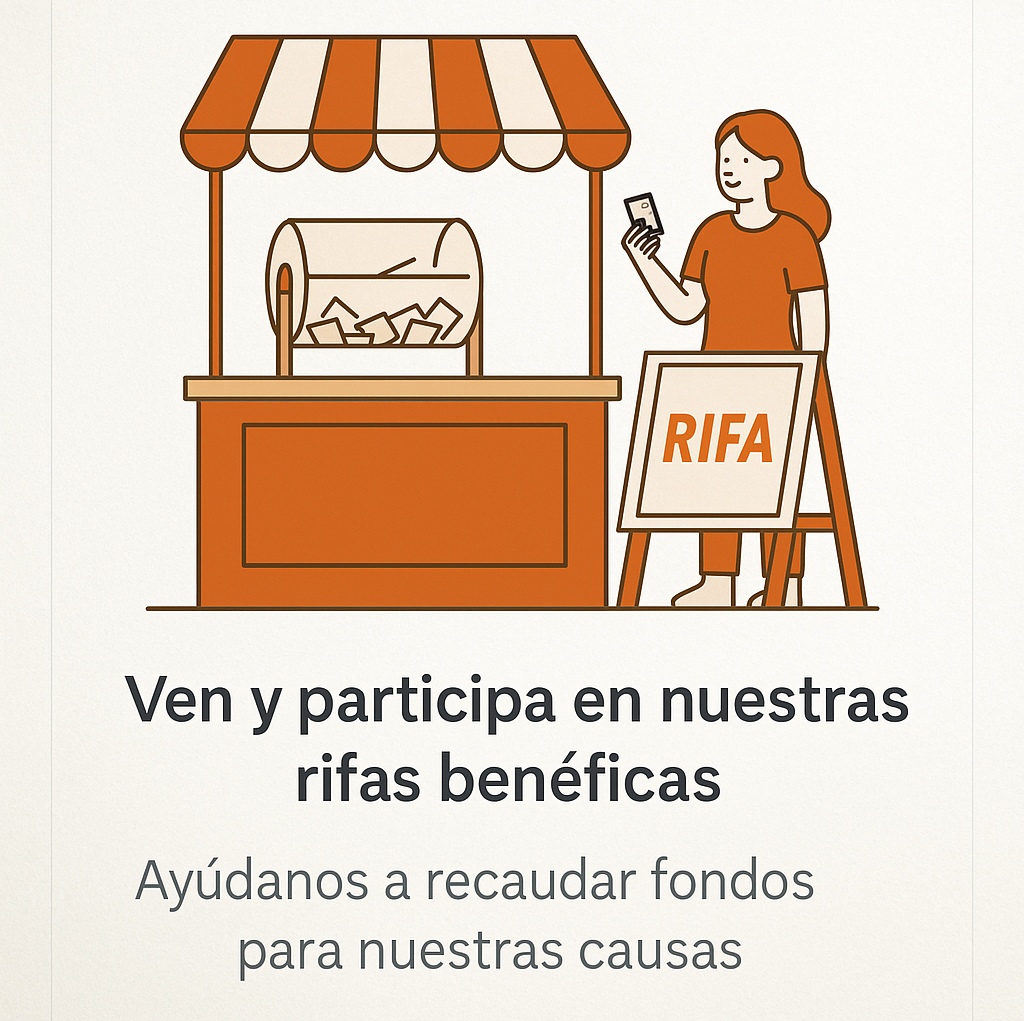 RIFA
Ven y participa en nuestras
rifas benéficas
Ayúdanos a recaudar fondos
para nuestras causas